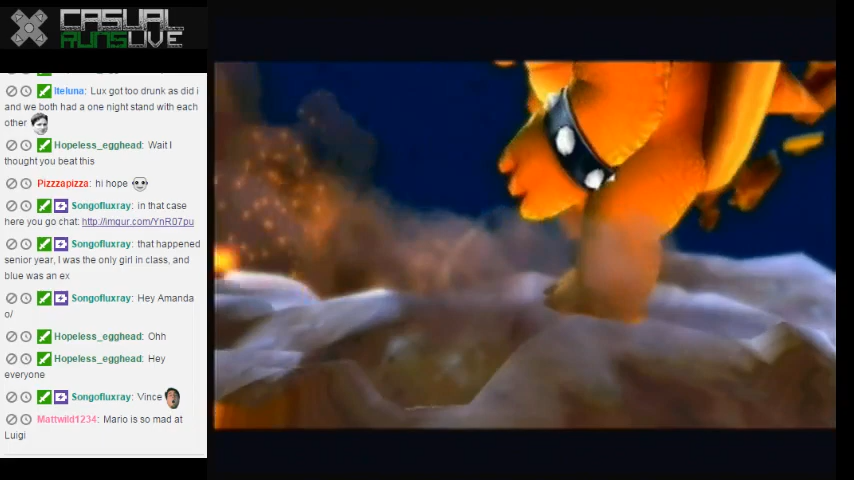 CASUAL
RUNSLIVE
Iteluna: Lux got too drunk as did i
and we both had a one night stand with each
other
Hopeless_egghead: Wait I
thought you beat this
Pizzzapizza: hi hope
Songofluxray: in that case
here you go chat: http://imgur.com/YnR07pu
Songofluxray: that happened
senior year, I was the only girl in class, and
blue was an ex
Songofluxray: Hey Amanda
o/
Hopeless_egghead: Ohh
Hopeless_egghead: Hey
everyone
Songofluxray: Vince
Mattwild1234: Mario is so mad at
Luigi